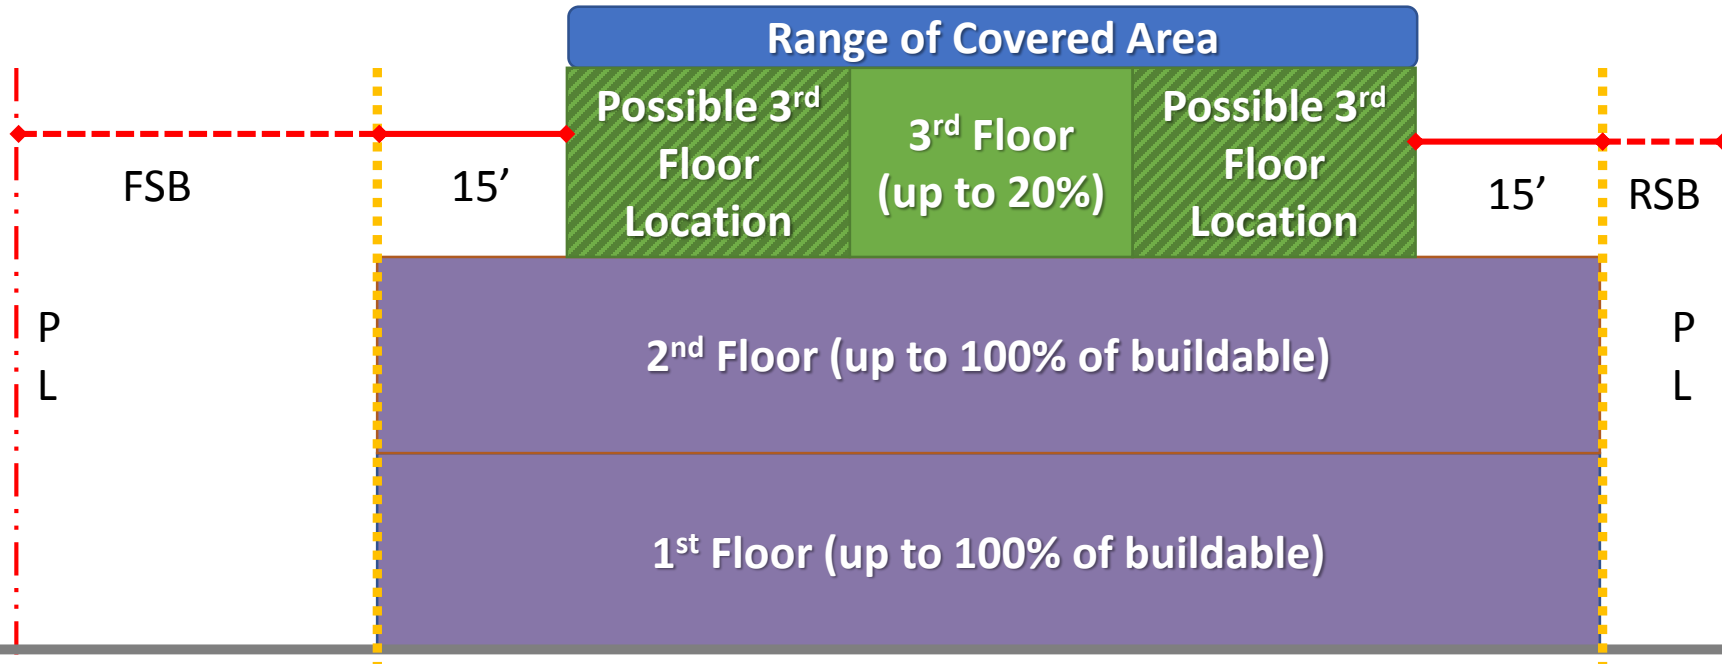 Range of Covered Area
Possible 3rd
Floor
Location
3rd Floor
(up to 20%)
Possible 3rd
Floor
Location
FSB
15’
15’
RSB
P
L
P
L
2nd Floor (up to 100% of buildable)
1st Floor (up to 100% of buildable)